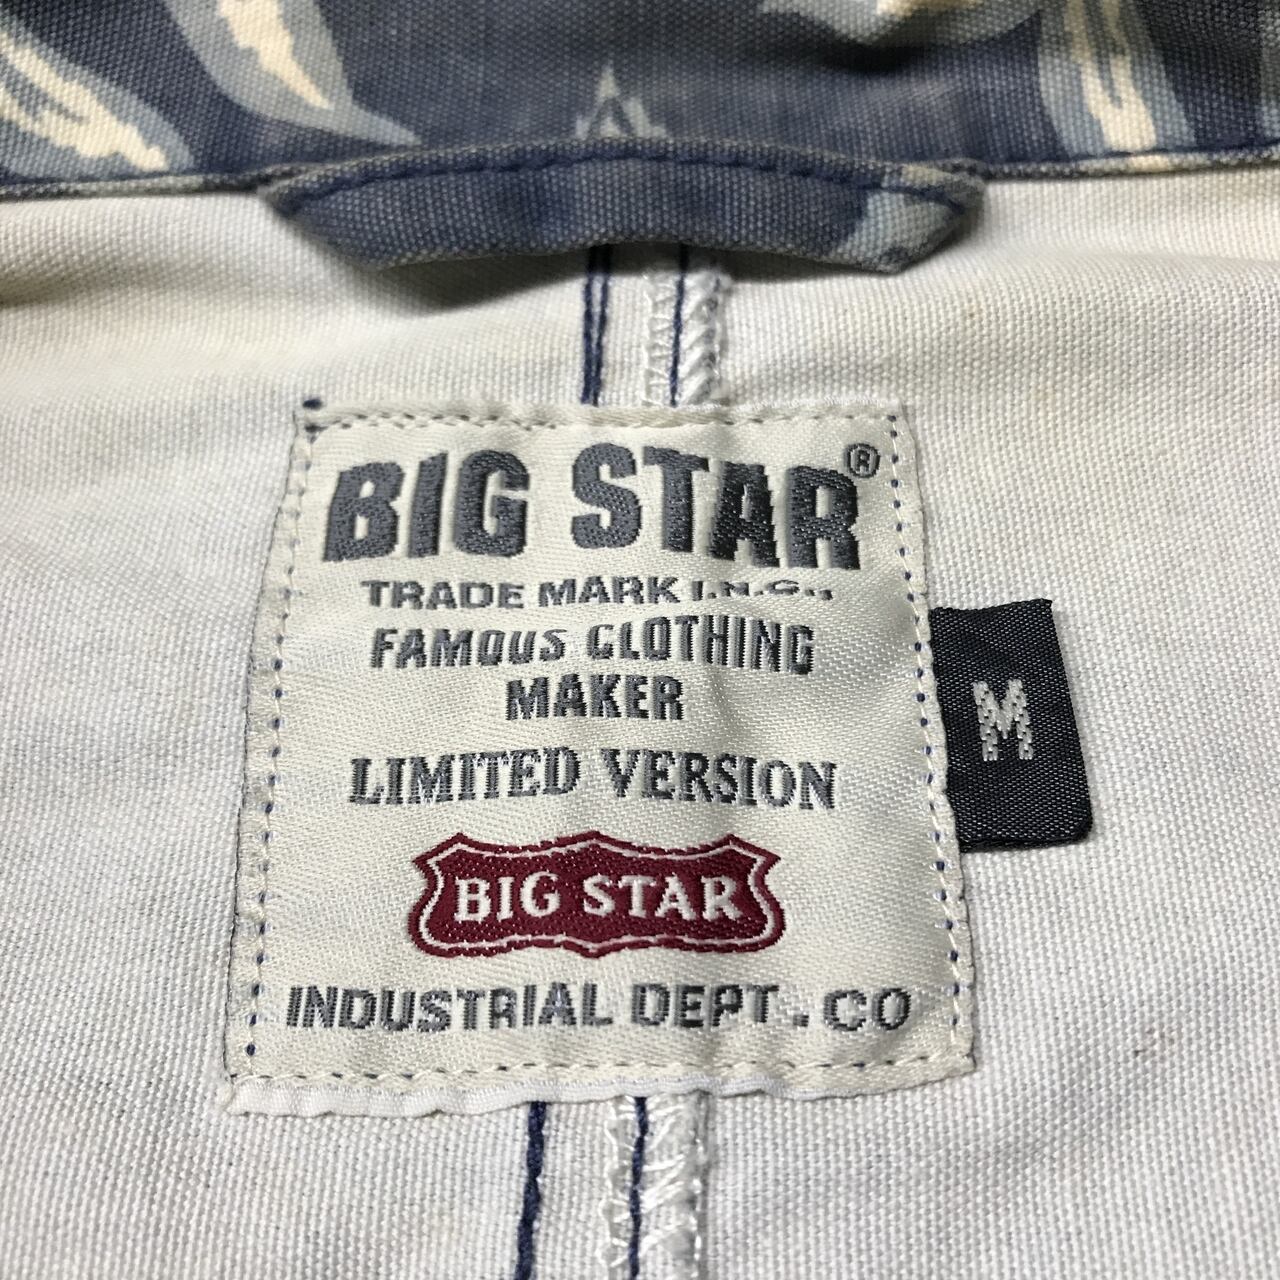 BIG STAR®
TRADE MARK I.N.G.,
FAMOUS CLOTHING
MAKER
LIMITED VERSION
BIG STAR
INDUSTRIAL DEPT. CO
M